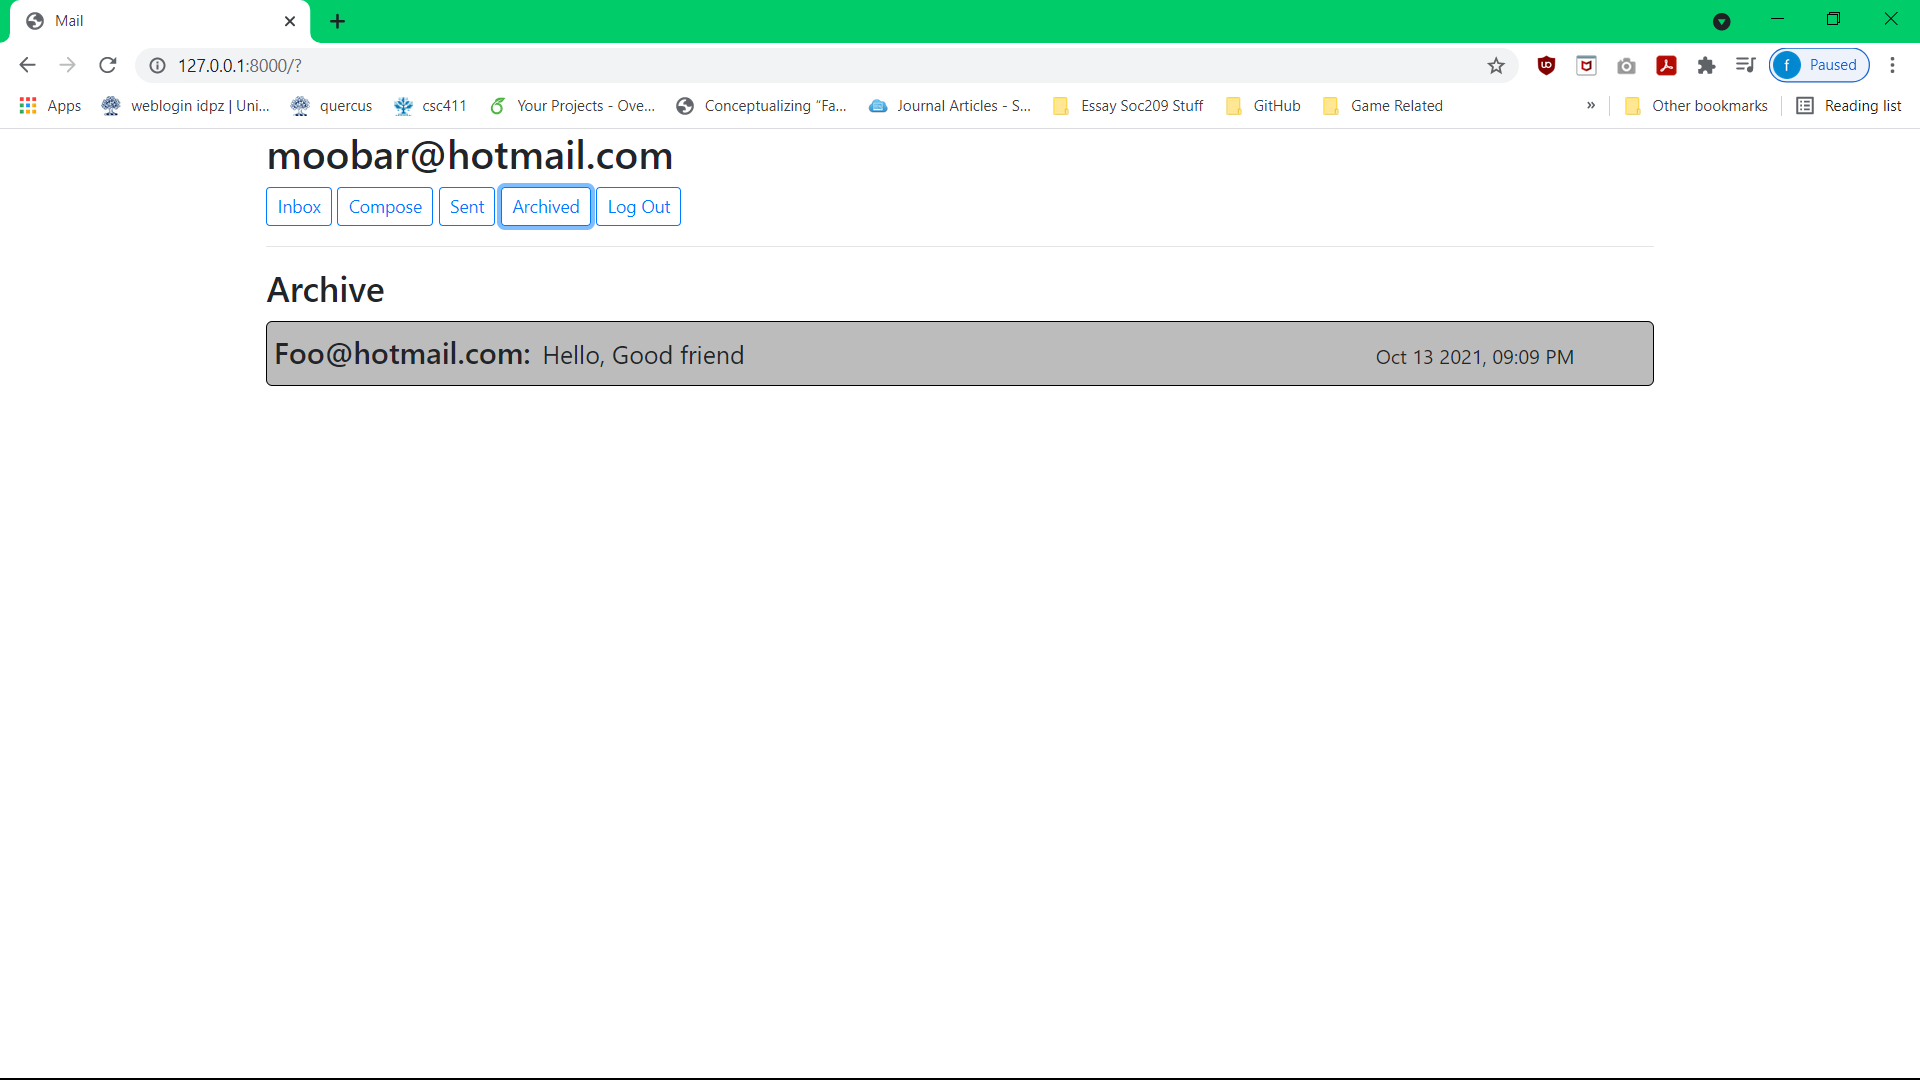 Mail
127.0.0.1:8000/?
f Paused
Apps weblogin idpz | Uni... quercus csc411 Your Projects - Ove... Conceptualizing “Fa... Journal Articles - S... Essay Soc209 Stuff GitHub Game Related » Other bookmarks Reading list
moobar@hotmail.com
Inbox Compose Sent Archived Log Out
Archive
Foo@hotmail.com: Hello, Good friend Oct 13 2021, 09:09 PM